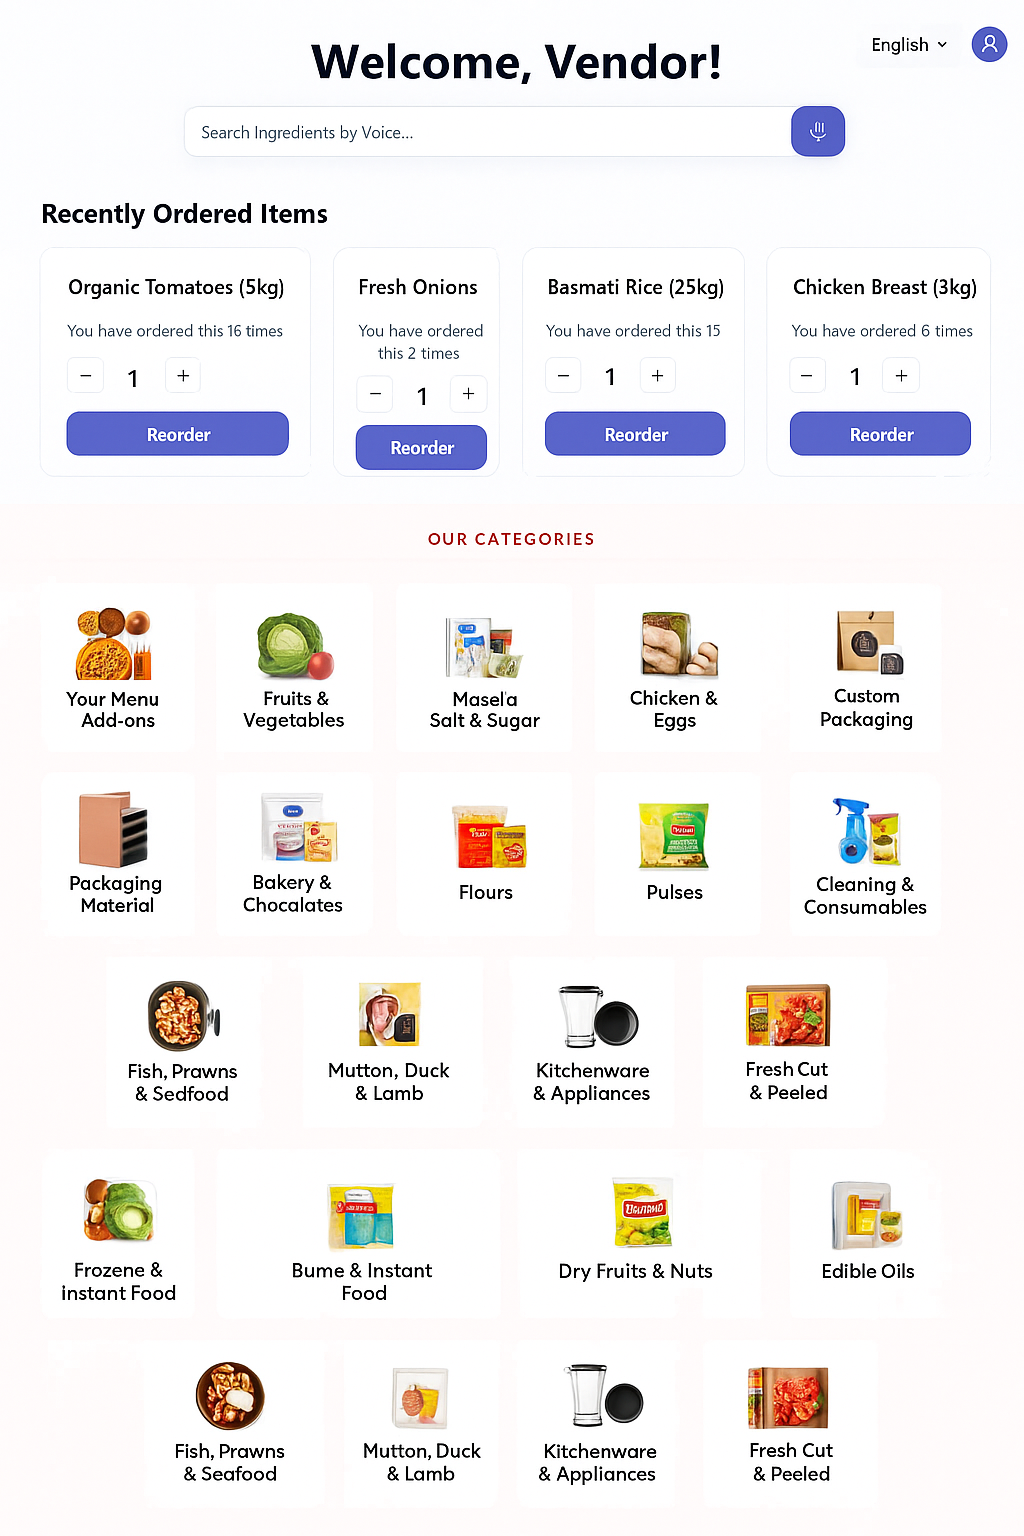 English
Welcome, Vendor!
Search Ingredients by Voice...
Recently Ordered Items
Organic Tomatoes (5kg)
You have ordered this 16 times
− 1 +
Reorder
Fresh Onions
You have ordered
this 2 times
− 1 +
Reorder
Basmati Rice (25kg)
You have ordered this 15
− 1 +
Reorder
Chicken Breast (3kg)
You have ordered 6 times
− 1 +
Reorder
OUR CATEGORIES
Your Menu
Add-ons
Fruits &
Vegetables
Masel'a
Salt & Sugar
Chicken &
Eggs
Custom
Packaging
Packaging
Material
Bakery &
Chocalates
Flours
Pulses
Cleaning &
Consumables
Fish, Prawns
& Sedfood
Mutton, Duck
& Lamb
Kitchenware
& Appliances
Fresh Cut
& Peeled
Frozene &
instant Food
Bume & Instant
Food
Dry Fruits & Nuts
Edible Oils
Fish, Prawns
& Seafood
Mutton, Duck
& Lamb
Kitchenware
& Appliances
Fresh Cut
& Peeled